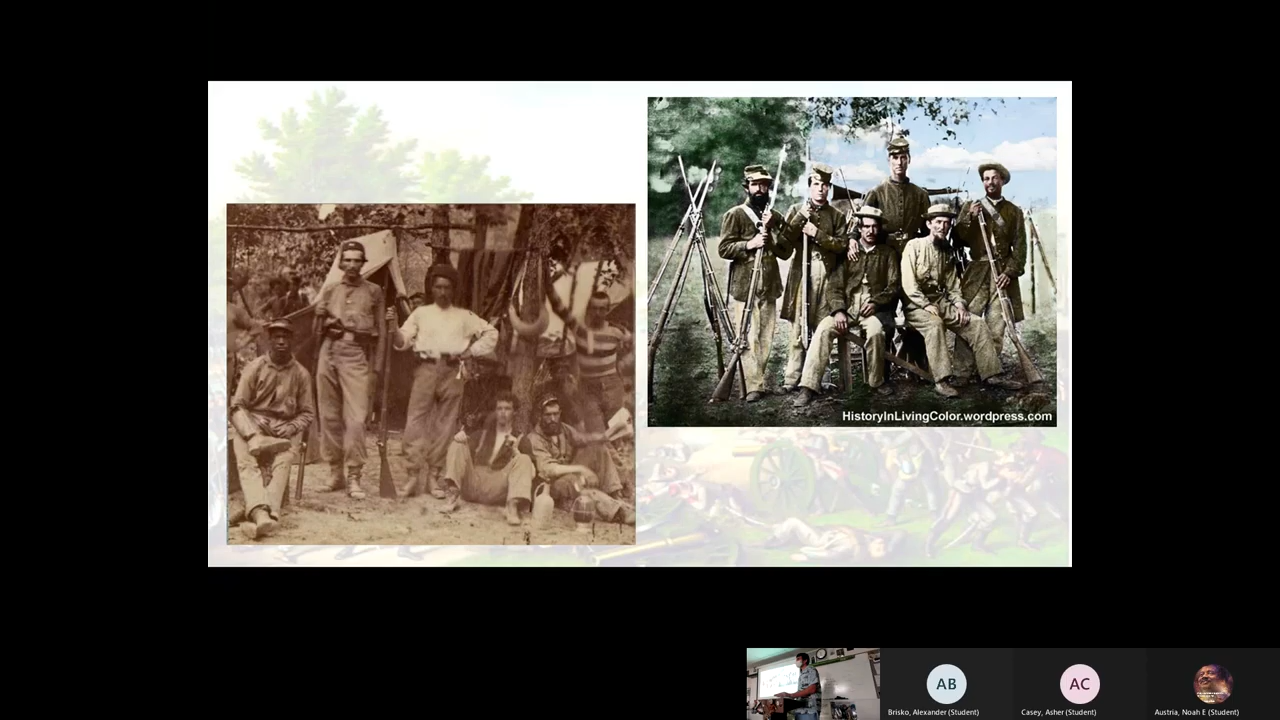 HistoryInLivingColor.wordpress.com
AB
AC
Brisko, Alexander (Student)
Casey, Asher (Student)
Austria, Noah E (Student)